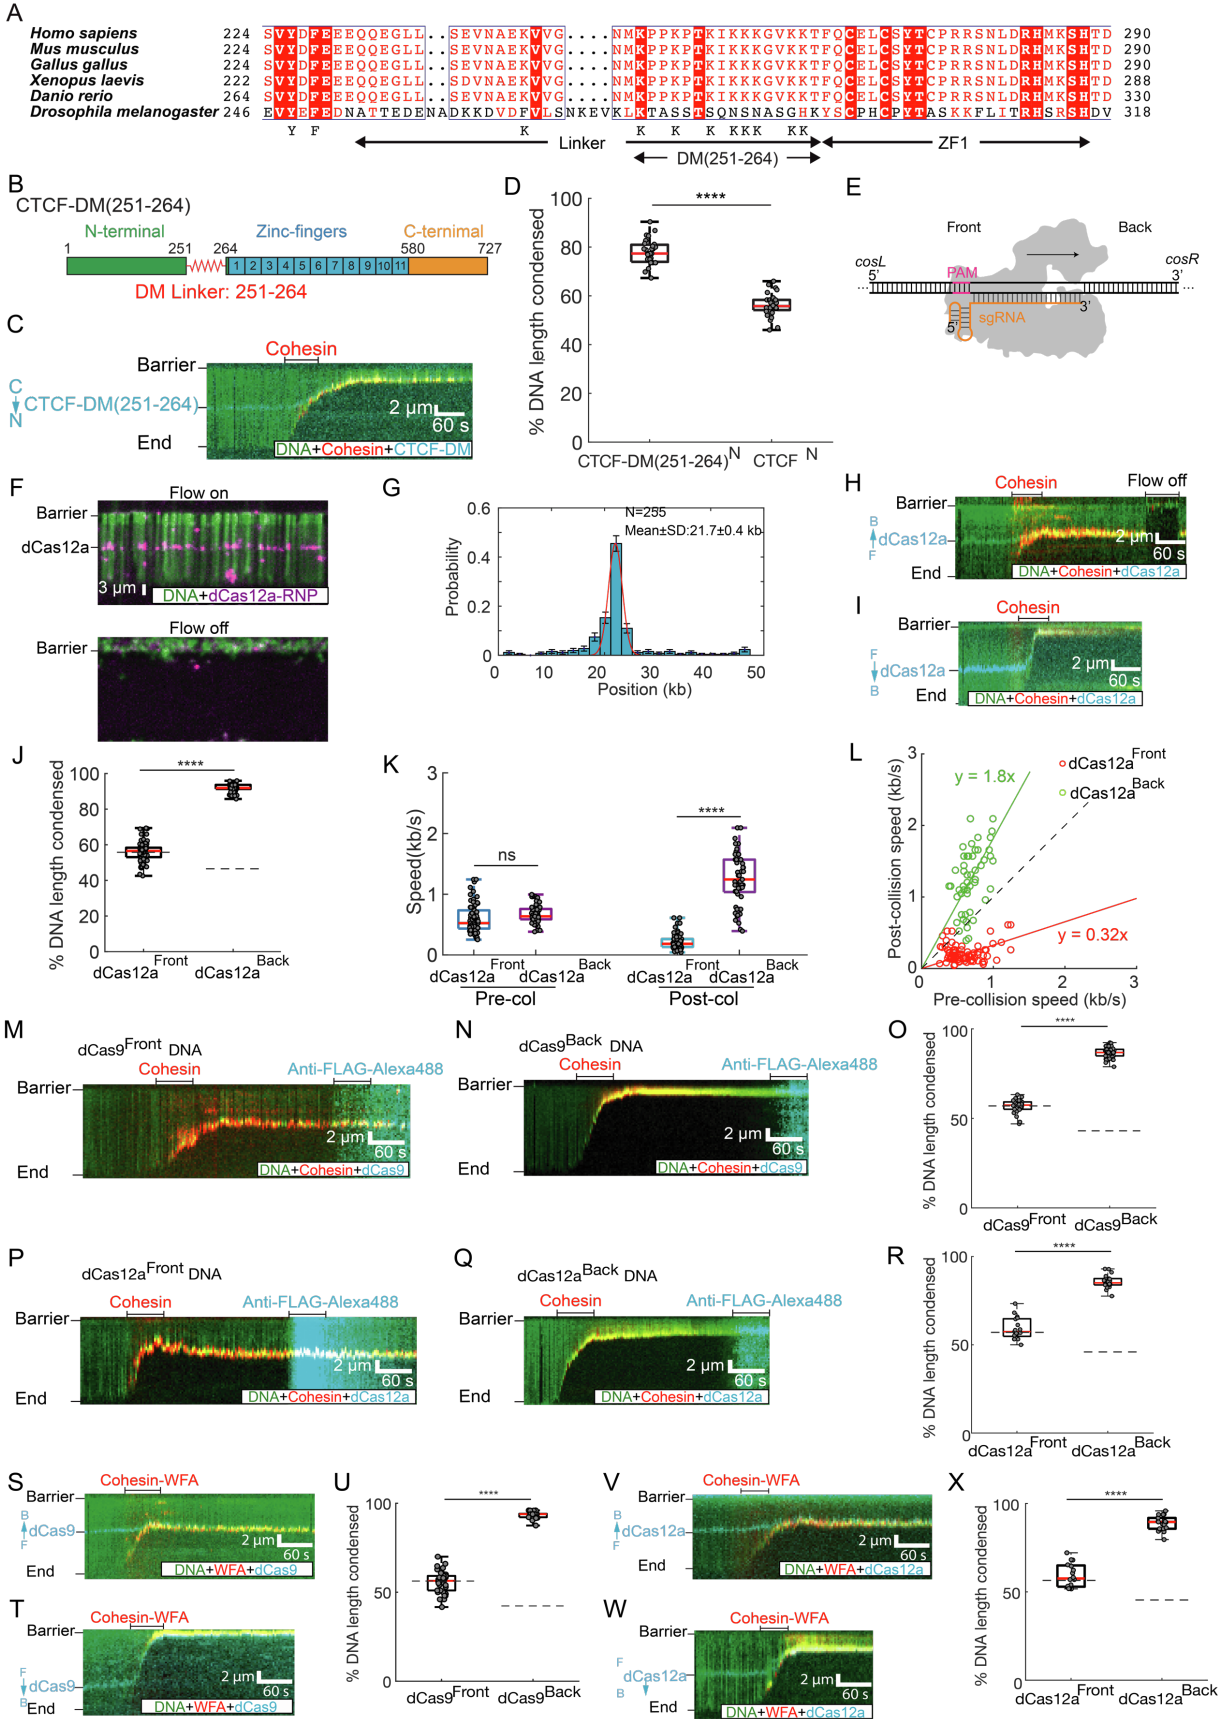 A
Homo sapiens 224 SVYDFEEEQQEGLL..SEVNAEKVVG....NMKPPKPTKIKKKGVKKTFQCELCSYTCPRRSNLDRHMKSHTD 290
Mus musculus 224 SVYDFEEEQQEGLL..SEVNAEKVVG....NMKPPKPTKIKKKGVKKTFQCELCSYTCPRRSNLDRHMKSHTD 290
Gallus gallus 224 SVYDFEEEQQEGLL..SEVNAEKVVG....NMKPPKPTKIKKKGVKKTFQCELCSYTCPRRSNLDRHMKSHTD 290
Xenopus laevis 222 SVYDFEEEQQEGLL..SDVNAEKVVG....NMKPPKPTKIKKKGVKKTFQCELCSYTCPRRSNLDRHMKSHTD 288
Danio rerio 264 SVYDFEEEQQEGLL..SEVNAEKVVG....NMKPPKPTKIKKKGVKKTFQCELCSYTCPRRSNLDRHMKSHTD 330
Drosophila melanogaster 246 EVYEFEDNATTEDENADKKDVDFVLSNKEVKLKTASSTSQNSNASGHKYSCPHCPYTASKKFLITRHSRSHDV 318
Y F K K K K KKK KK
Linker ZF1
DM(251-264)
B
CTCF-DM(251-264)
N-terminal Zinc-fingers C-ternimal
1 251 264 580 727
1 2 3 4 5 6 7 8 9 10 11
DM Linker: 251-264
C
Cohesin
Barrier
C
N
CTCF-DM(251-264)
End
2 μm
60 s
DNA+Cohesin+CTCF-DM
D
% DNA length condensed
100
80
60
40
20
0
****
CTCF-DM(251-264)N CTCF N
E
Front Back
cosL cosR
5' PAM 3'
3'
5' sgRNA
F
Flow on
Barrier
dCas12a
3 μm
DNA+dCas12a-RNP
Flow off
Barrier
G
N=255
Mean±SD:21.7±0.4 kb
Probability
0.6
0.4
0.2
0
0 10 20 30 40 50
Position (kb)
H
Cohesin Flow off
Barrier
B
dCas12a
F
End
2 μm
60 s
DNA+Cohesin+dCas12a
I
Cohesin
Barrier
F
dCas12a
B
End
2 μm
60 s
DNA+Cohesin+dCas12a
J
% DNA length condensed
100
80
60
40
20
0
****
dCas12aFront dCas12aBack
K
Speed(kb/s)
3
2
1
0
ns
****
dCas12aFront dCas12aBack dCas12aFront dCas12aBack
Pre-col Post-col
L
Post-collision speed (kb/s)
3
2
1
0
y = 1.8x
dCas12aFront
dCas12aBack
y = 0.32x
0 1 2 3
Pre-collision speed (kb/s)
M
dCas9Front DNA
Cohesin Anti-FLAG-Alexa488
Barrier
End
2 μm
60 s
DNA+Cohesin+dCas9
N
dCas9Back DNA
Cohesin Anti-FLAG-Alexa488
Barrier
End
2 μm
60 s
DNA+Cohesin+dCas9
O
% DNA length condensed
100
50
0
****
dCas9Front dCas9Back
P
dCas12aFront DNA
Cohesin Anti-FLAG-Alexa488
Barrier
End
2 μm
60 s
DNA+Cohesin+dCas12a
Q
dCas12aBack DNA
Cohesin Anti-FLAG-Alexa488
Barrier
End
2 μm
60 s
DNA+Cohesin+dCas12a
R
% DNA length condensed
100
50
0
****
dCas12aFront dCas12aBack
S
Cohesin-WFA
Barrier
B
dCas9
F
End
2 μm
60 s
DNA+WFA+dCas9
T
Cohesin-WFA
Barrier
F
dCas9
B
End
2 μm
60 s
DNA+WFA+dCas9
U
% DNA length condensed
100
50
0
****
dCas9Front dCas9Back
V
Cohesin-WFA
Barrier
B
dCas12a
F
End
2 μm
60 s
DNA+WFA+dCas12a
W
Cohesin-WFA
Barrier
F
dCas12a
B
End
2 μm
60 s
DNA+WFA+dCas12a
X
% DNA length condensed
100
50
0
****
dCas12aFront dCas12aBack